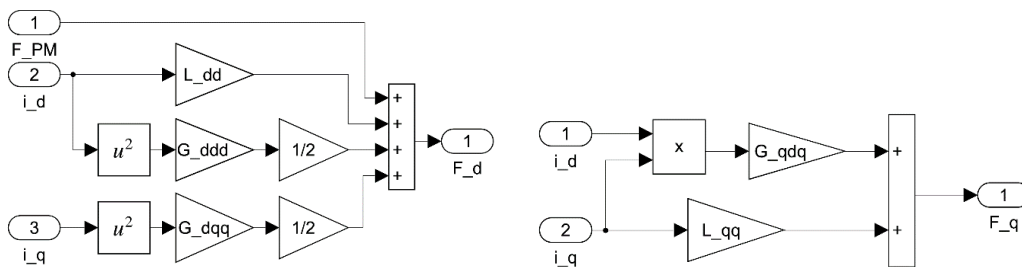 1
F_PM
2
i_d
L_dd
u²
G_ddd
1/2
3
i_q
u²
G_dqq
1/2
+
+
+
+
1
F_d
1
i_d
x
G_qdq
2
i_q
L_qq
+
+
1
F_q